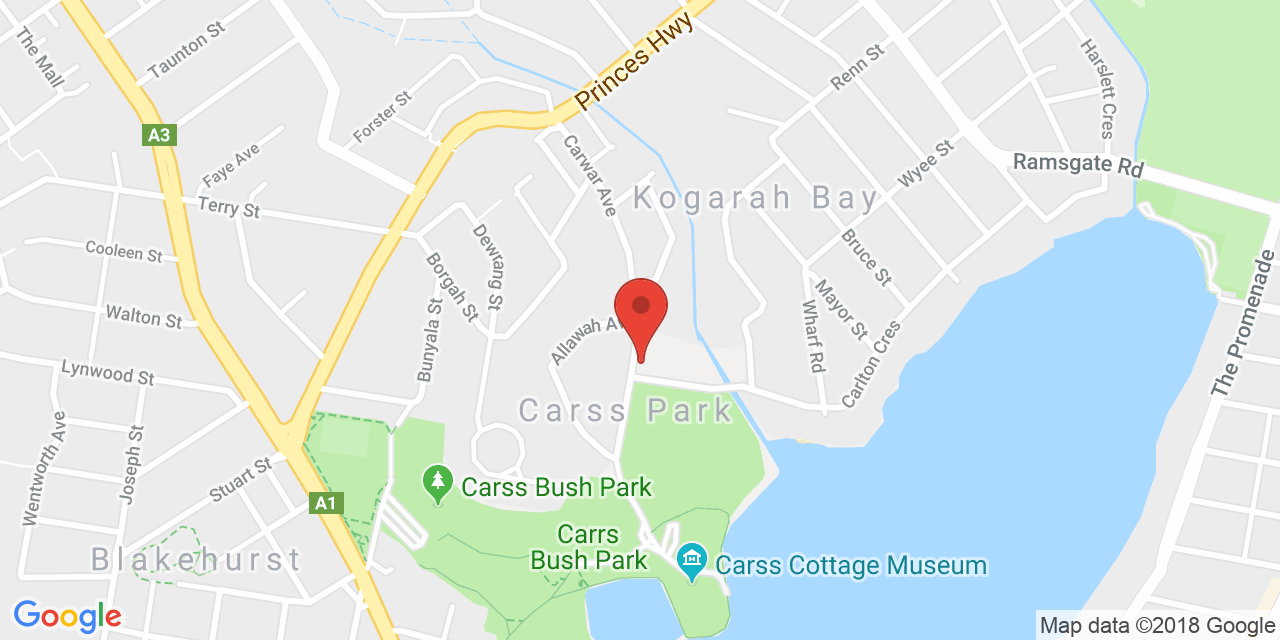 The Mall
Taunton St
Princes Hwy
Renn St
Harslett Cres
A3
Forster St
Faye Ave
Carwar Ave
Wyee St
Ramsgate Rd
Terry St
Kogarah Bay
Cooleen St
Dewrang St
Borgah St
Bruce St
Walton St
Bunyala St
Allawah
Mayor St
Wharf Rd
Carlton Cres
The Promenade
Lynwood St
Carss Park
Wentworth Ave
Joseph St
Stuart St
Carss Bush Park
A1
Carrs
Bush Park
Blakehurst
Carss Cottage Museum
Google
Map data ©2018 Google